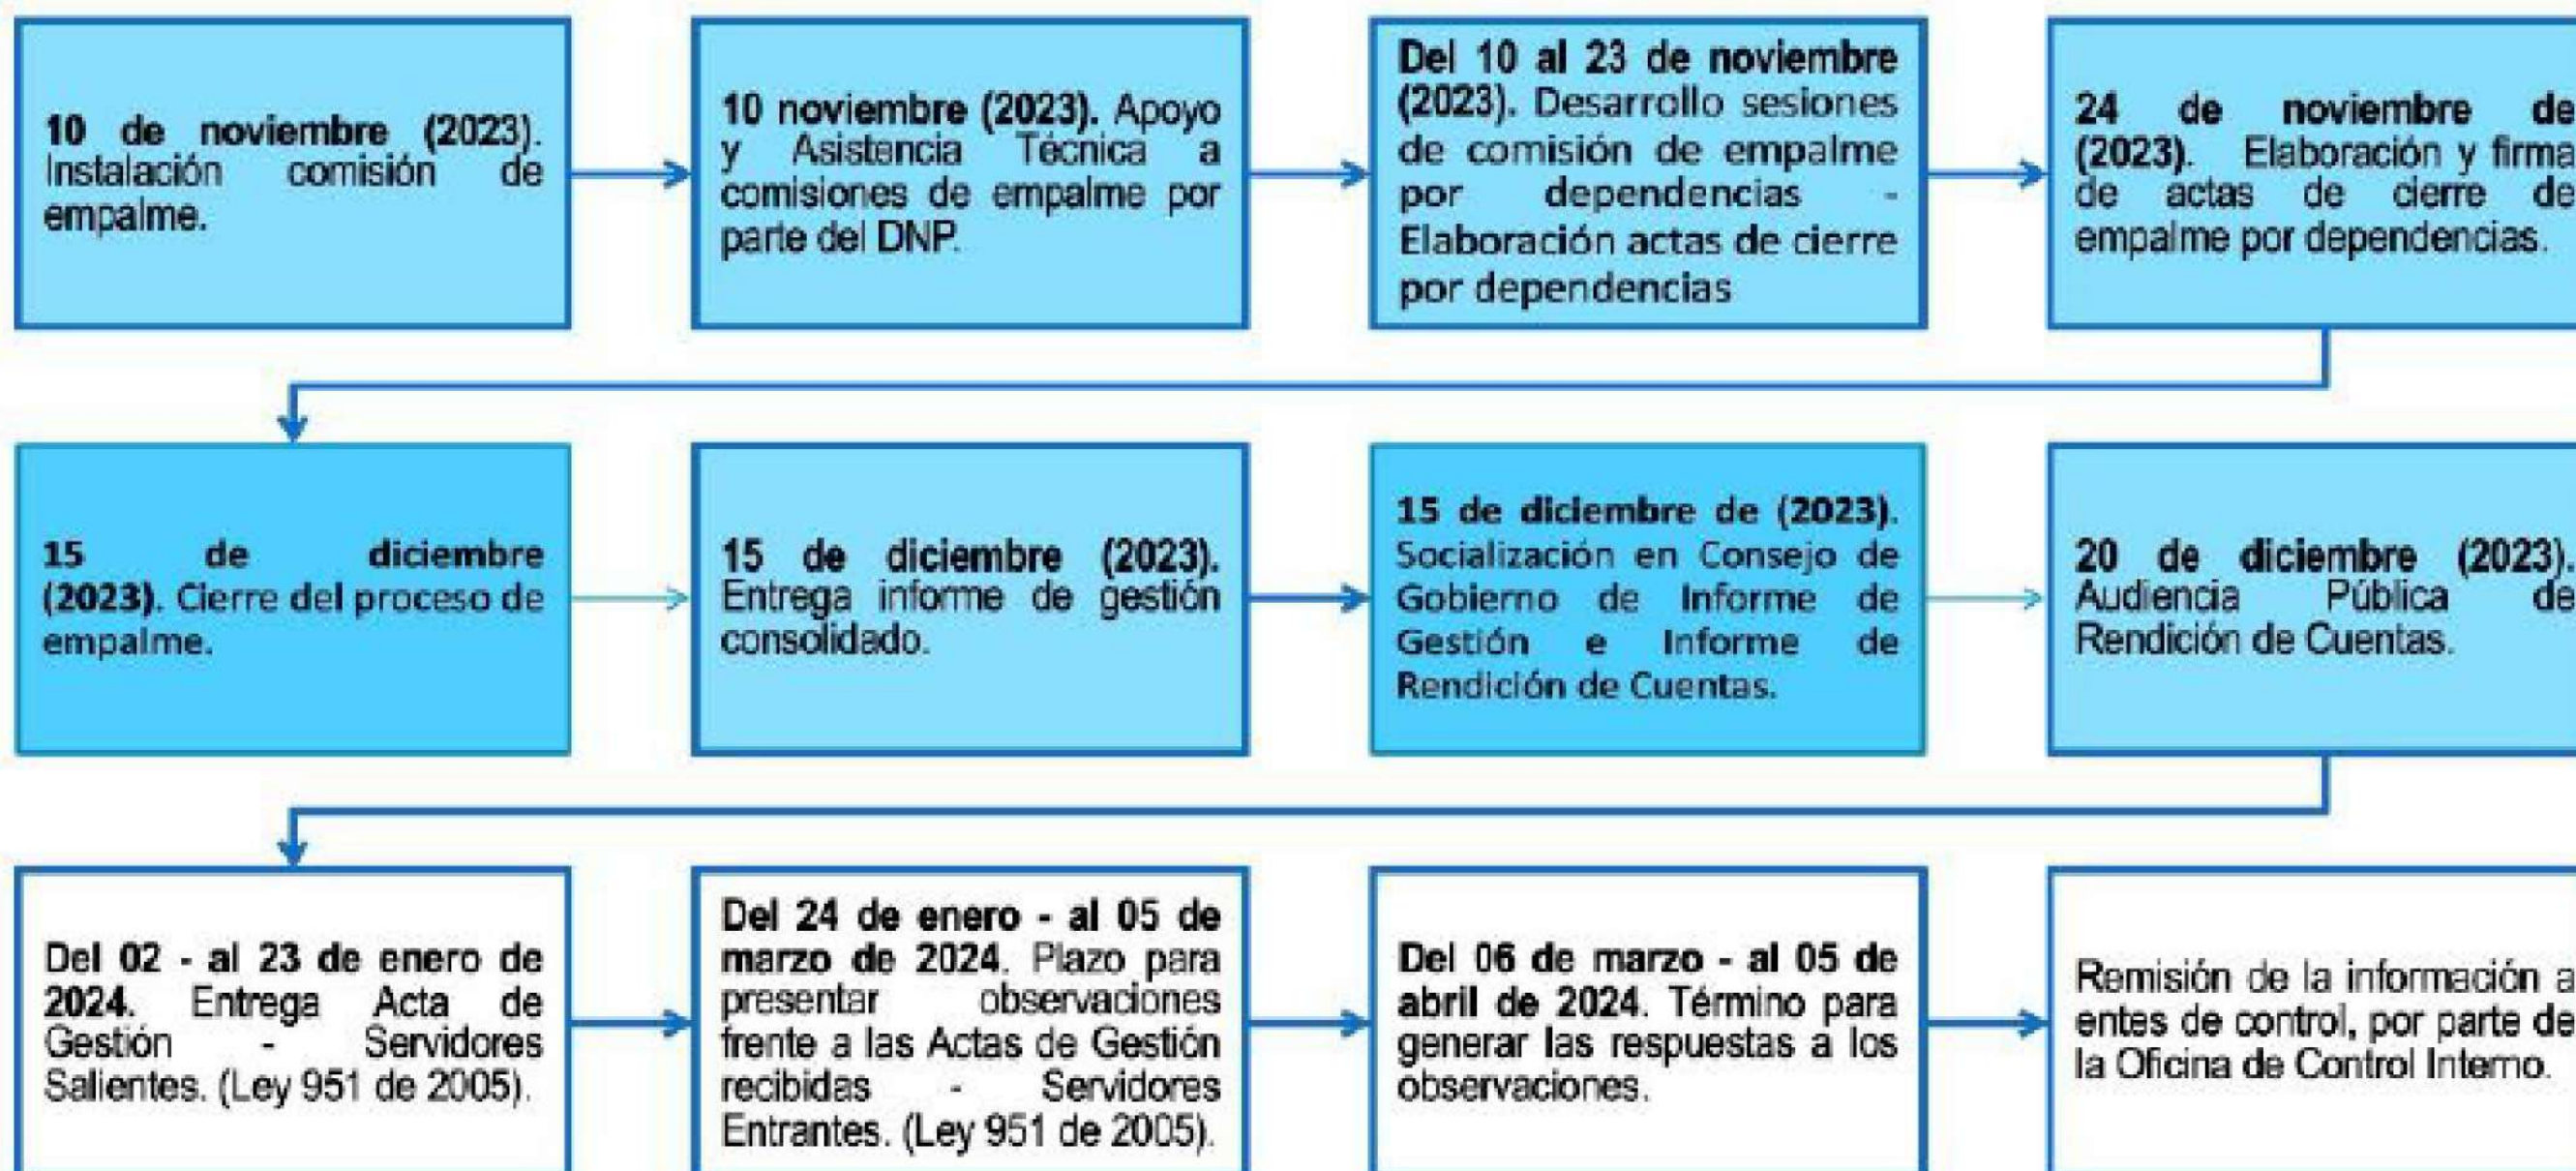 10 de noviembre (2023).
Instalación comisión de
empalme.
10 noviembre (2023). Apoyo
y Asistencia Técnica a
comisiones de empalme por
parte del DNP.
Del 10 al 23 de noviembre
(2023). Desarrollo sesiones
de comisión de empalme
por dependencias -
Elaboración actas de cierre
por dependencias
24 de noviembre de
(2023). Elaboración y firma
de actas de cierre de
empalme por dependencias.
15 de diciembre
(2023). Cierre del proceso de
empalme.
15 de diciembre (2023).
Entrega informe de gestión
consolidado.
15 de diciembre de (2023).
Socialización en Consejo de
Gobierno de Informe de
Gestión e Informe de
Rendición de Cuentas.
20 de diciembre (2023).
Audiencia Pública de
Rendición de Cuentas.
Del 02 - al 23 de enero de
2024. Entrega Acta de
Gestión - Servidores
Salientes. (Ley 951 de 2005).
Del 24 de enero - al 05 de
marzo de 2024. Plazo para
presentar observaciones
frente a las Actas de Gestión
recibidas - Servidores
Entrantes. (Ley 951 de 2005).
Del 06 de marzo - al 05 de
abril de 2024. Término para
generar las respuestas a los
observaciones.
Remisión de la información a
entes de control, por parte de
la Oficina de Control Interno.